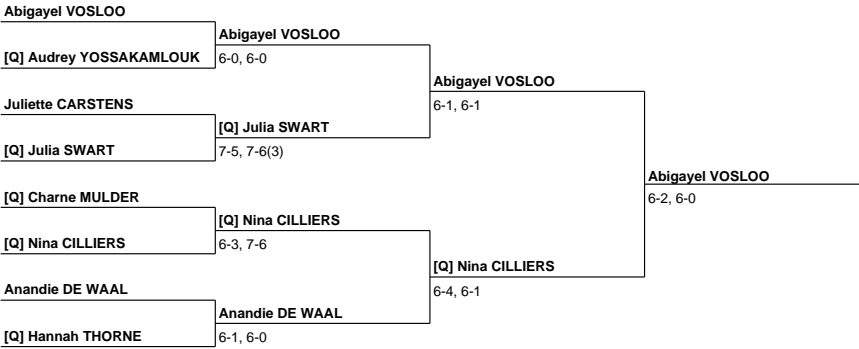 Abigayel VOSLOO
[Q] Audrey YOSSAKAMLOUK
Juliette CARSTENS
[Q] Julia SWART
[Q] Charne MULDER
[Q] Nina CILLIERS
Anandie DE WAAL
[Q] Hannah THORNE
Abigayel VOSLOO
6-0, 6-0
[Q] Julia SWART
7-5, 7-6(3)
[Q] Nina CILLIERS
6-3, 7-6
Anandie DE WAAL
6-1, 6-0
Abigayel VOSLOO
6-1, 6-1
[Q] Nina CILLIERS
6-4, 6-1
Abigayel VOSLOO
6-2, 6-0